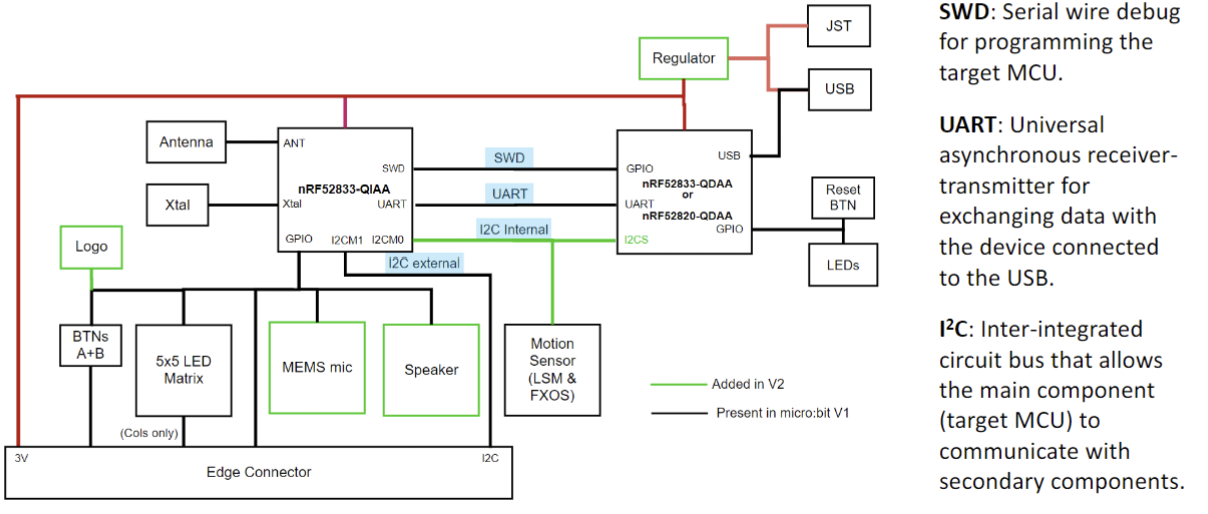 JST
Regulator
USB
Antenna
ANT
SWD
nRF52833-QIAA
Xtal
Xtal
UART
GPIO
I2CM1
I2CM0
SWD
UART
I2C Internal
I2C external
USB
GPIO
nRF52833-QDAA
or
UART
nRF52820-QDAA
GPIO
I2CS
Reset
BTN
LEDs
Logo
BTNs
A+B
5x5 LED
Matrix
(Cols only)
MEMS mic
Speaker
Motion
Sensor
(LSM &
FXOS)
Added in V2
Present in micro:bit V1
3V
Edge Connector
I2C
SWD: Serial wire debug
for programming the
target MCU.
UART: Universal
asynchronous receiver-
transmitter for
exchanging data with
the device connected
to the USB.
I²C: Inter-integrated
circuit bus that allows
the main component
(target MCU) to
communicate with
secondary components.